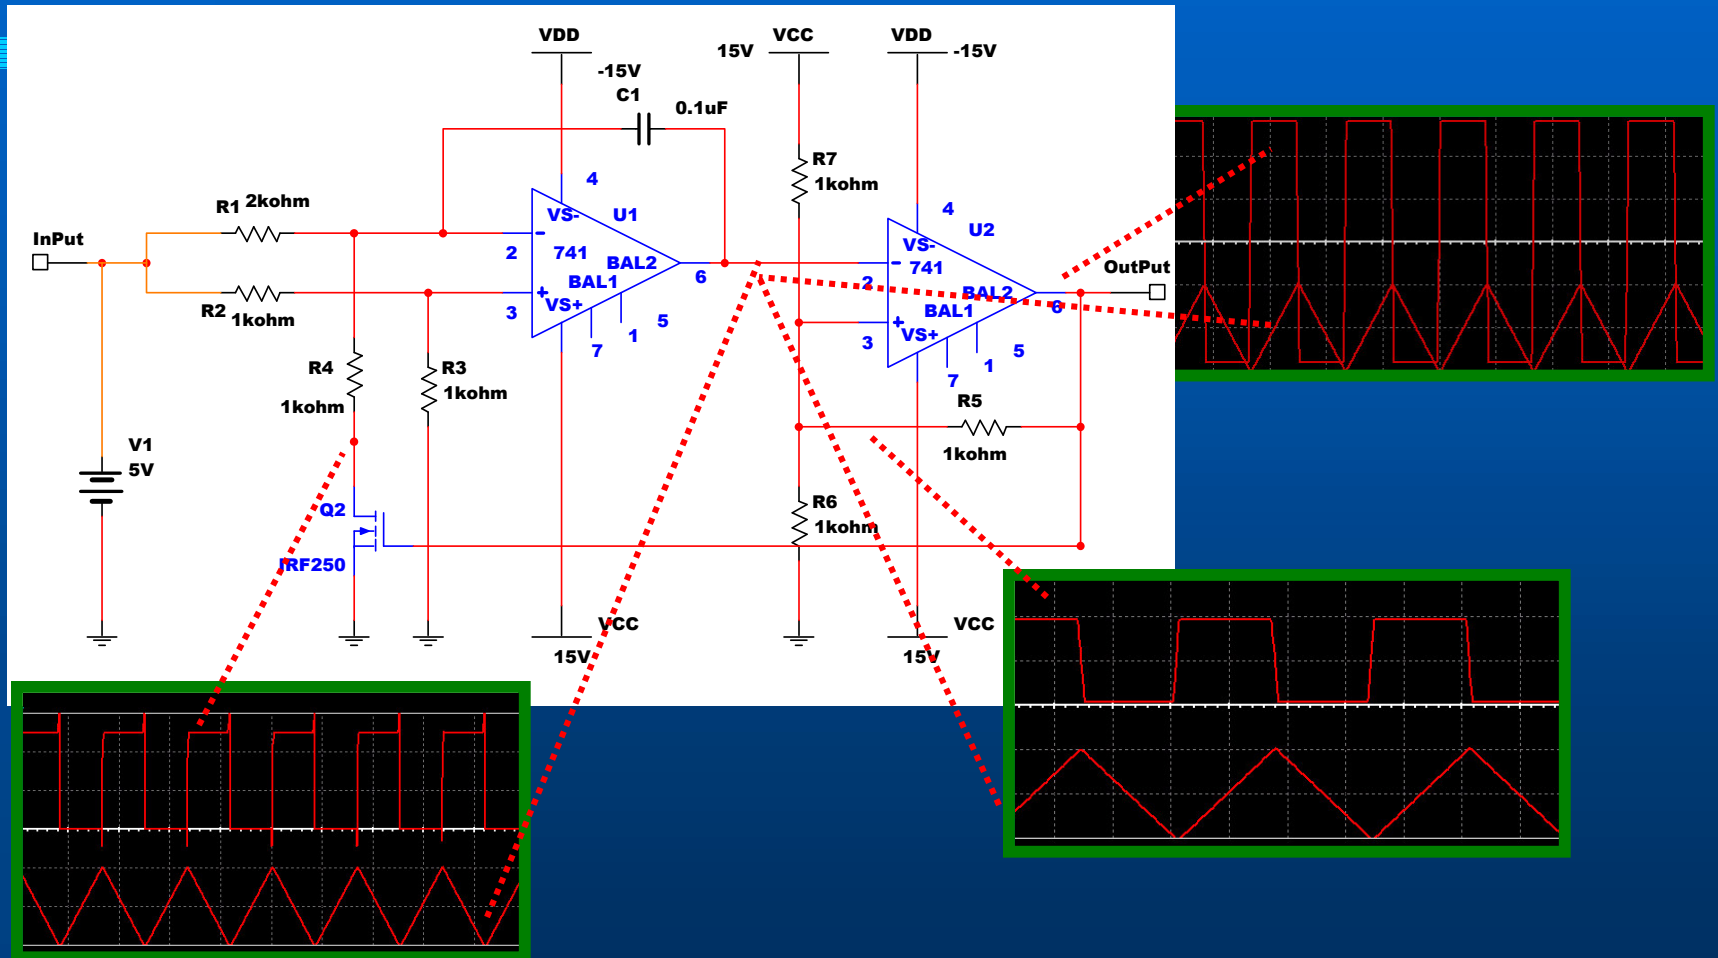 VDD
VCC
VDD
15V
-15V
-15V
C1
0.1uF
R7
1kohm
4
R1 2kohm
VS-
U1
4
U2
InPut
2
741
BAL2
VS-
741
BAL1
6
OutPut
2
BAL2
R2 1kohm
+
VS+
3
BAL1
6
5
1
7
+
VS+
3
5
1
7
R4
1kohm
R3
1kohm
R5
1kohm
V1
5V
Q2
IRF250
R6
1kohm
VCC
15V
VCC
15V